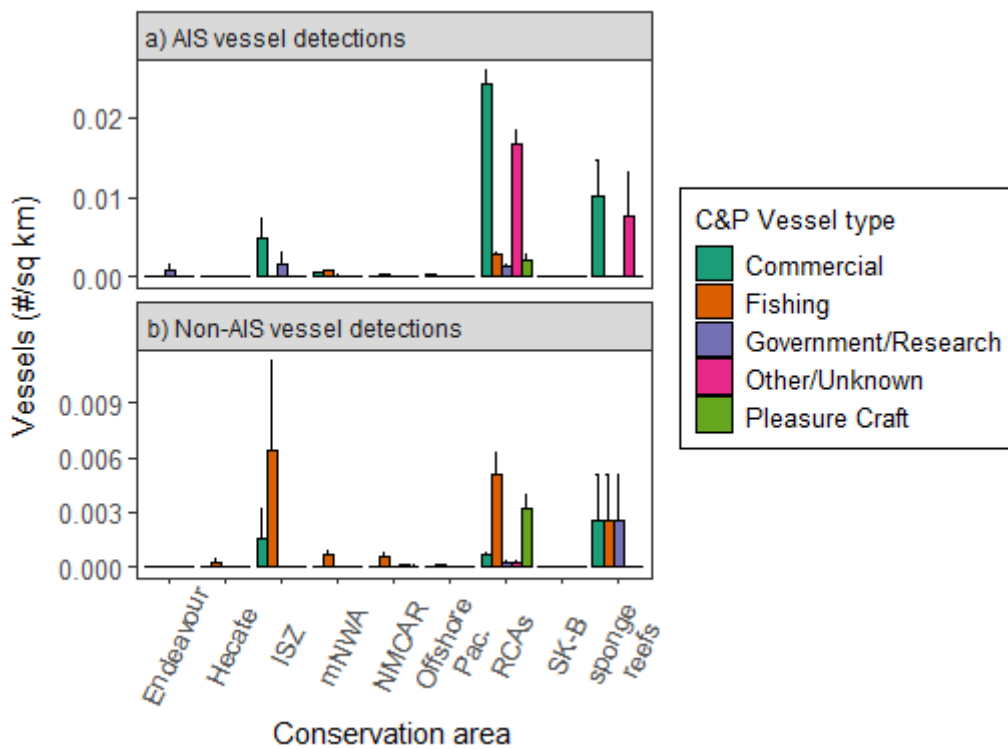 a) AIS vessel detections
0.02
0.01
0.00
b) Non-AIS vessel detections
0.009
0.006
0.003
0.000
Vessels (#/sq km)
Endeavour
Hecate
ISZ
mNWA
NMCAR
Offshore
Pac.
RCAs
SK-B
sponge
reefs
Conservation area
C&P Vessel type
Commercial
Fishing
Government/Research
Other/Unknown
Pleasure Craft